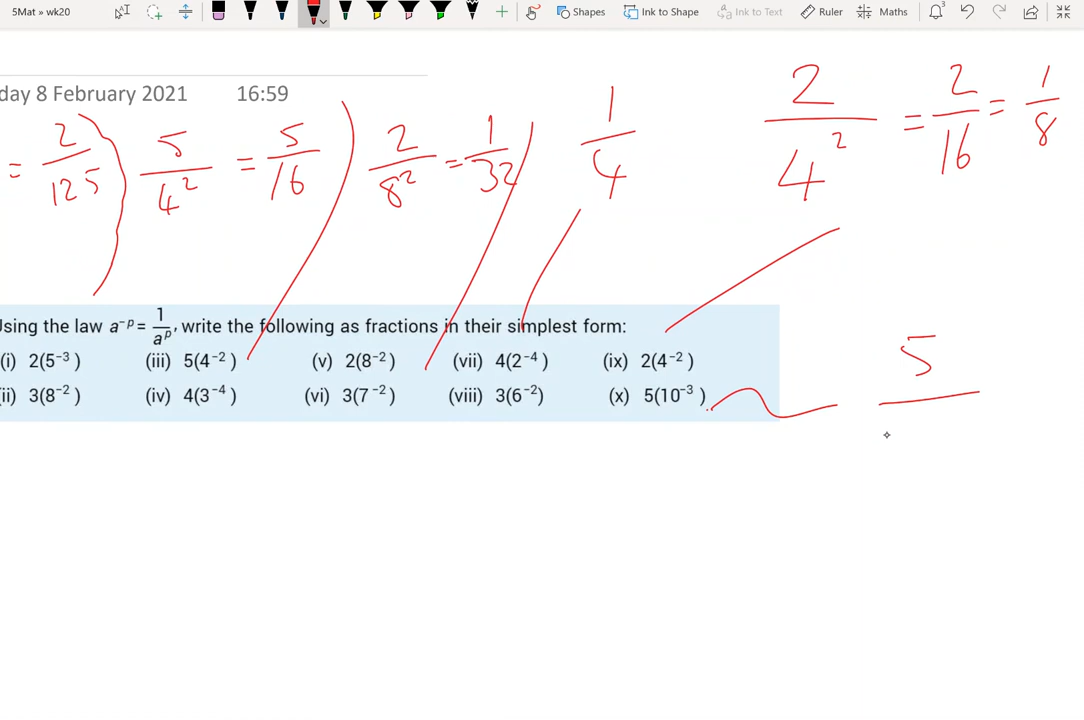 5Mat » wk20
Shapes
Ink to Shape
Ink to Text
Ruler
Maths
3
day 8 February 2021 16:59
= 2/125
5/4² = 5/16
2/8² = 1/32
1/4
2/4² = 2/16 = 1/8
Using the law a⁻ᵖ = 1/aᵖ, write the following as fractions in their simplest form:
(i) 2(5⁻³ ) (iii) 5(4⁻² ) (v) 2(8⁻² ) (vii) 4(2⁻⁴ ) (ix) 2(4⁻² )
(ii) 3(8⁻² ) (iv) 4(3⁻⁴ ) (vi) 3(7⁻² ) (viii) 3(6⁻²) (x) 5(10⁻³ )
5